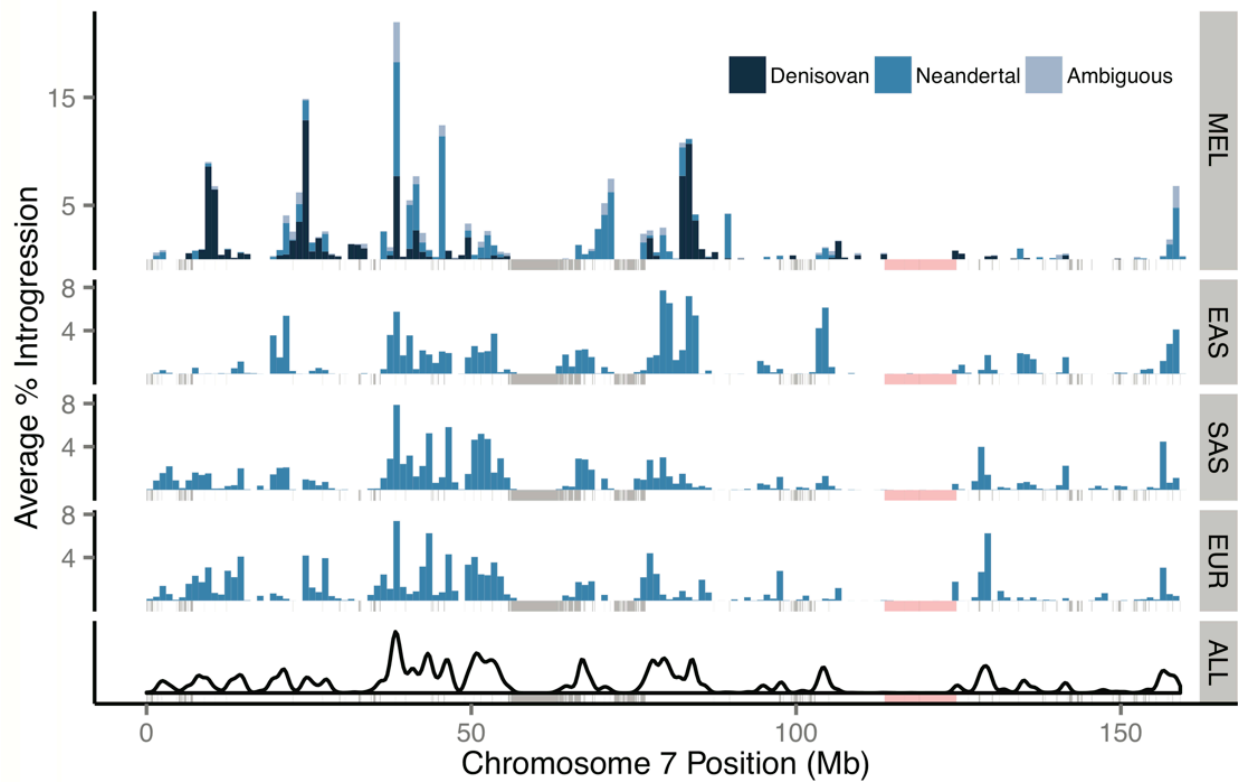 Denisovan Neandertal Ambiguous
15
5
MEL
8
4
EAS
8
4
SAS
8
4
EUR
ALL
Average % Introgression
0 50 100 150
Chromosome 7 Position (Mb)